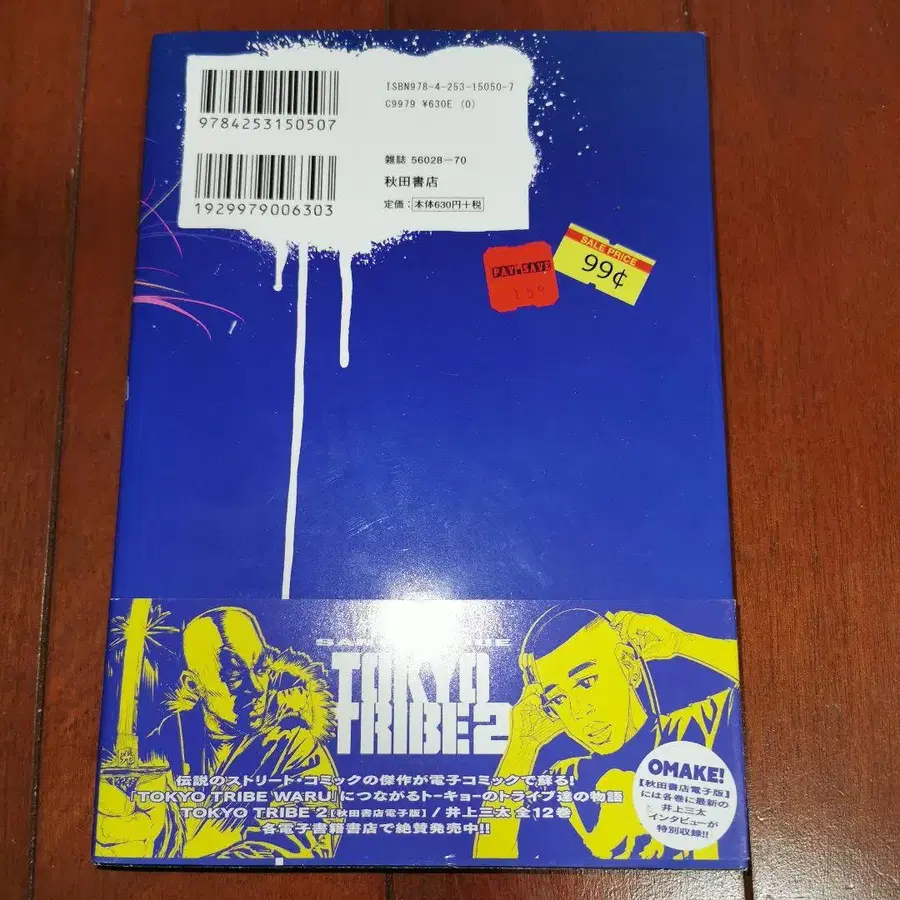 ISBN978-4-253-15050-7
C9979 ¥630E (0)
9784253150507
雑誌 56028-70
秋田書店
定価：本体630円+税
1929979006303
PAY & SAVE
159
SALE PRICE
99¢
TOKYO
TRIBE2
伝説のストリート・コミックの傑作が電子コミックで蘇る!
「TOKYO TRIBE WARU」につながるトーキョーのトライブ達の物語
TOKYO TRIBE 2【秋田書店電子版】/ 井上三太 全12巻
各電子書籍書店で絶賛発売中!!
OMAKE!
【秋田書店電子版】
には各巻に最新の
井上三太
インタビューが
特別収録!!